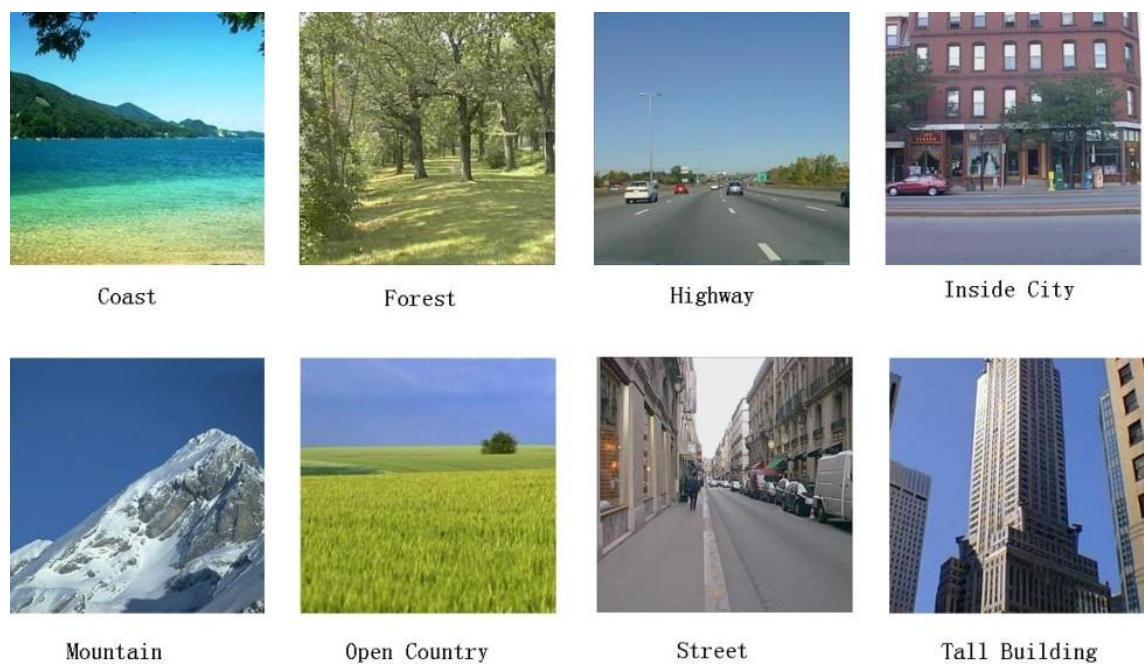 Coast
Forest
Highway
Inside City
Mountain
Open Country
Street
Tall Building